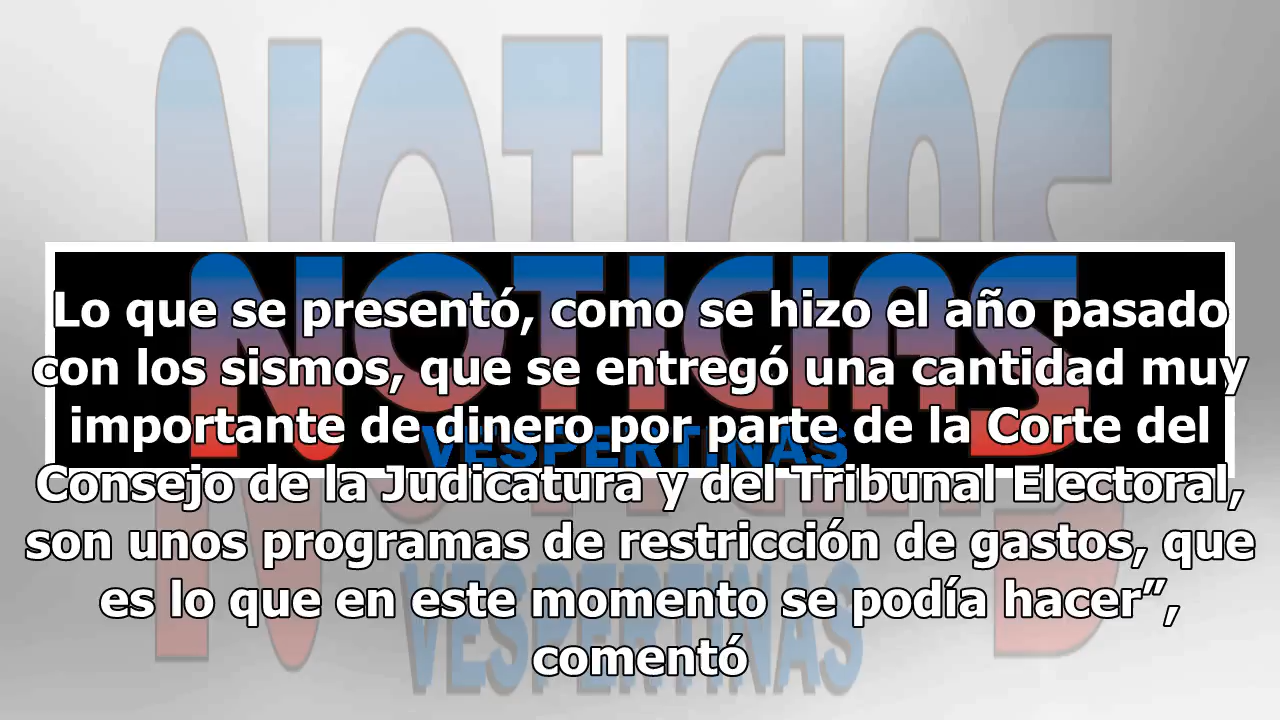 NOTICIAS
VESPERTINAS
Lo que se presentó, como se hizo el año pasado
con los sismos, que se entregó una cantidad muy
importante de dinero por parte de la Corte del
Consejo de la Judicatura y del Tribunal Electoral,
son unos programas de restricción de gastos, que
es lo que en este momento se podía hacer”,
comentó
NOTICIAS
VESPERTINAS